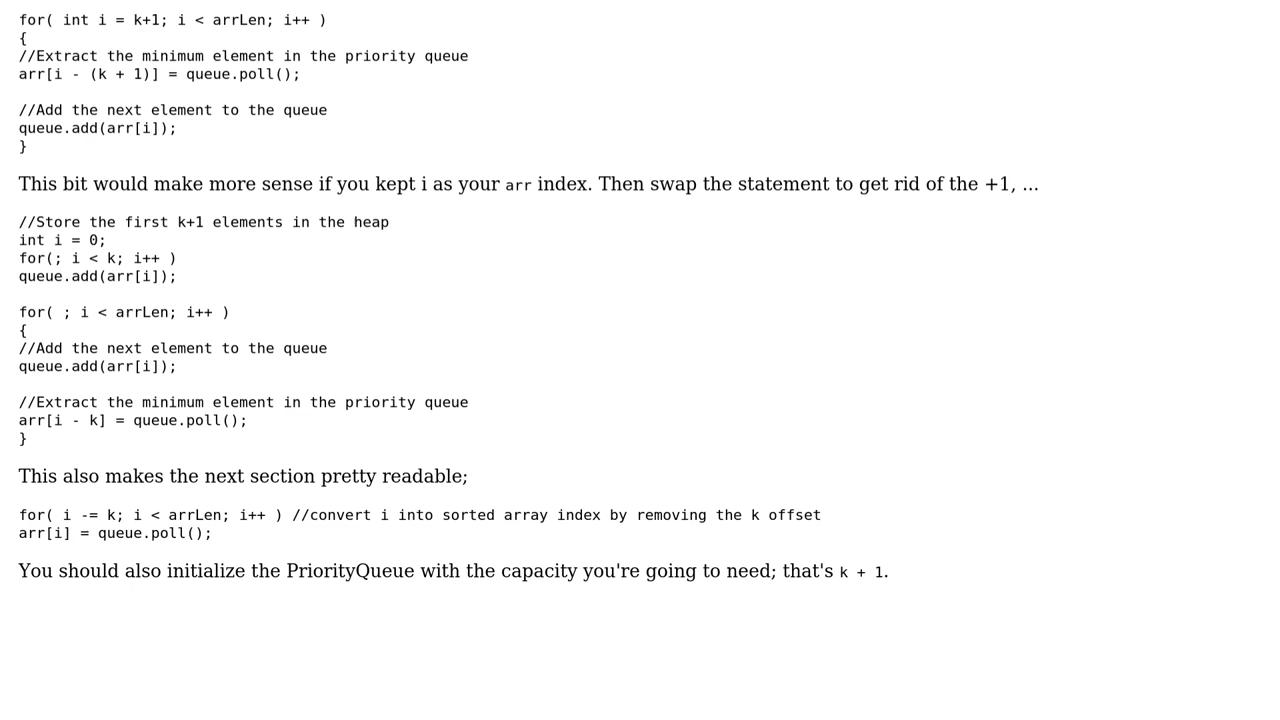 for( int i = k+1; i < arrLen; i++ )
{
//Extract the minimum element in the priority queue
arr[i - (k + 1)] = queue.poll();

//Add the next element to the queue
queue.add(arr[i]);
}
This bit would make more sense if you kept i as your arr index. Then swap the statement to get rid of the +1, ...
//Store the first k+1 elements in the heap
int i = 0;
for(; i < k; i++ )
queue.add(arr[i]);

for( ; i < arrLen; i++ )
{
//Add the next element to the queue
queue.add(arr[i]);

//Extract the minimum element in the priority queue
arr[i - k] = queue.poll();
}
This also makes the next section pretty readable;
for( i -= k; i < arrLen; i++ ) //convert i into sorted array index by removing the k offset
arr[i] = queue.poll();
You should also initialize the PriorityQueue with the capacity you're going to need; that's k + 1.